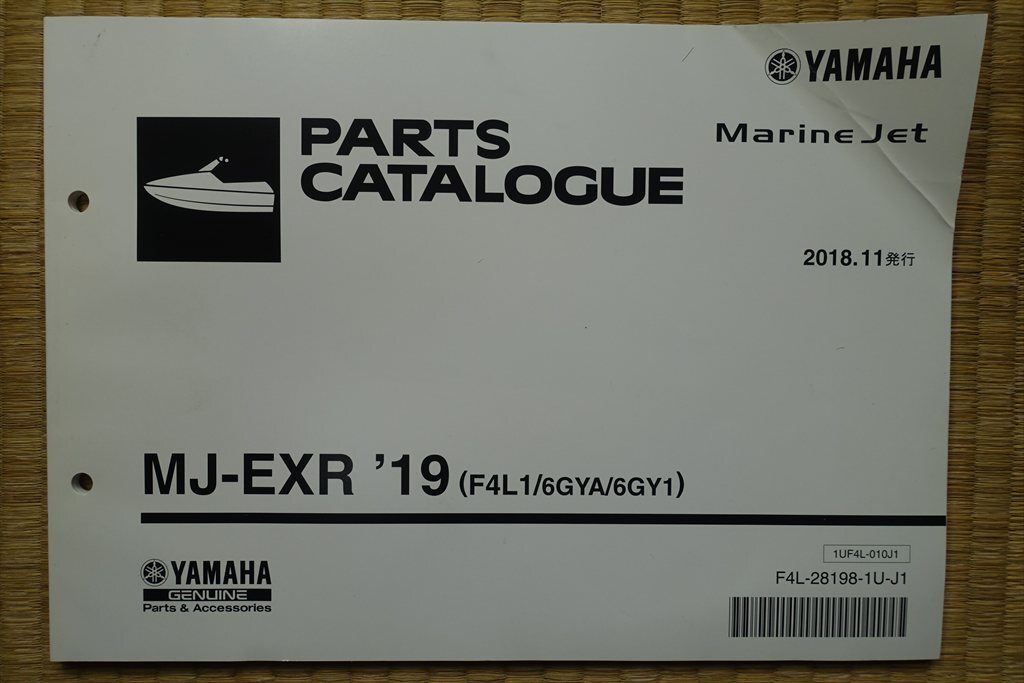 YAMAHA
Marine Jet
PARTS
CATALOGUE
2018.11発行
MJ-EXR ’19 (F4L1/6GYA/6GY1)
YAMAHA
GENUINE
Parts & Accessories
1UF4L-010J1
F4L-28198-1U-J1